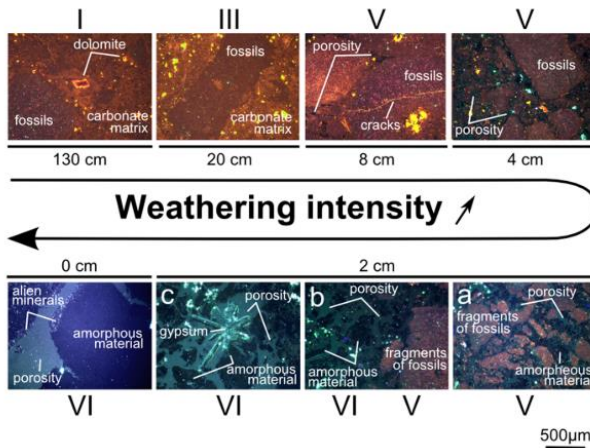 I III V V
dolomite
fossils
carbonate
matrix
fossils
carbonate
matrix
porosity
fossils
cracks
fossils
porosity
130 cm 20 cm 8 cm 4 cm
Weathering intensity
0 cm 2 cm
alien
minerals
amorphous
material
porosity
c
porosity
gypsum
amorphous
material
b
porosity
amorphous
material
fragments
of fossils
a
porosity
fragments
of fossils
amorpheous
material
VI VI VI V V
500µm